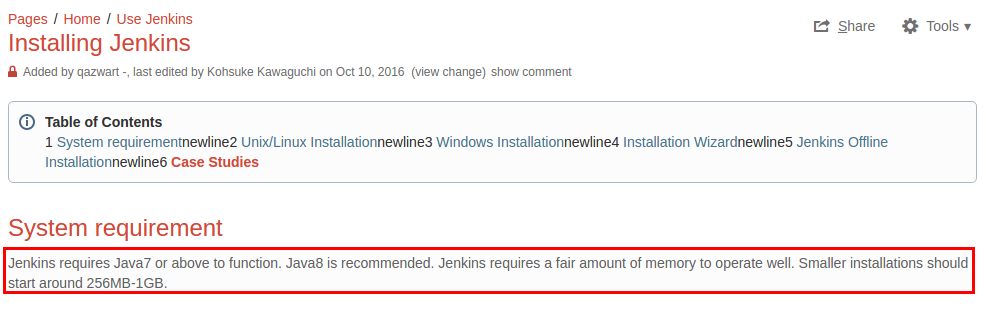 Pages / Home / Use Jenkins
Installing Jenkins
Share
Tools
Added by qazwart -, last edited by Kohsuke Kawaguchi on Oct 10, 2016 (view change) show comment
Table of Contents
1 System requirementnewline2 Unix/Linux Installationnewline3 Windows Installationnewline4 Installation Wizardnewline5 Jenkins Offline
Installationnewline6 Case Studies
System requirement
Jenkins requires Java7 or above to function. Java8 is recommended. Jenkins requires a fair amount of memory to operate well. Smaller installations should
start around 256MB-1GB.